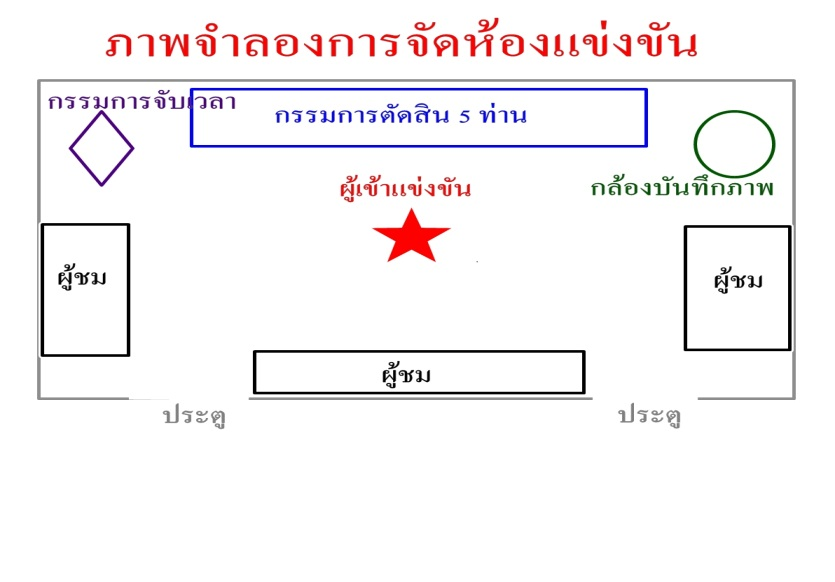 ภาพจำลองการจัดห้องแข่งขัน
กรรมการจับเวลา
กรรมการตัดสิน 5 ท่าน
ผู้เข้าแข่งขัน
กล้องบันทึกภาพ
ผู้ชม
ผู้ชม
ผู้ชม
ประตู
ประตู